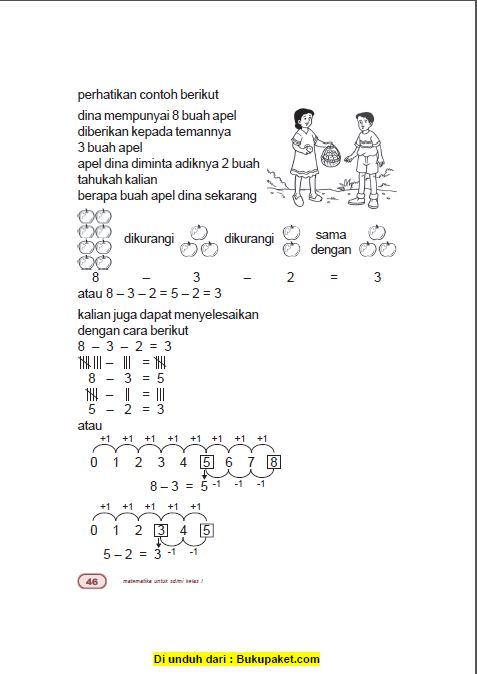 perhatikan contoh berikut
dina mempunyai 8 buah apel
diberikan kepada temannya
3 buah apel
apel dina diminta adiknya 2 buah
tahukah kalian
berapa buah apel dina sekarang
dikurangi dikurangi sama dengan
8 – 3 – 2 = 3
atau 8 – 3 – 2 = 5 – 2 = 3
kalian juga dapat menyelesaikan
dengan cara berikut
8 – 3 – 2 = 3
– =
8 – 3 = 5
– =
5 – 2 = 3
atau
+1 +1 +1 +1 +1 +1 +1 +1
0 1 2 3 4 5 6 7 8
8 – 3 = 5 -1 -1 -1
+1 +1 +1 +1 +1
0 1 2 3 4 5
5 – 2 = 3 -1 -1
46 matematika untuk sd/mi kelas I
Di unduh dari : Bukupaket.com